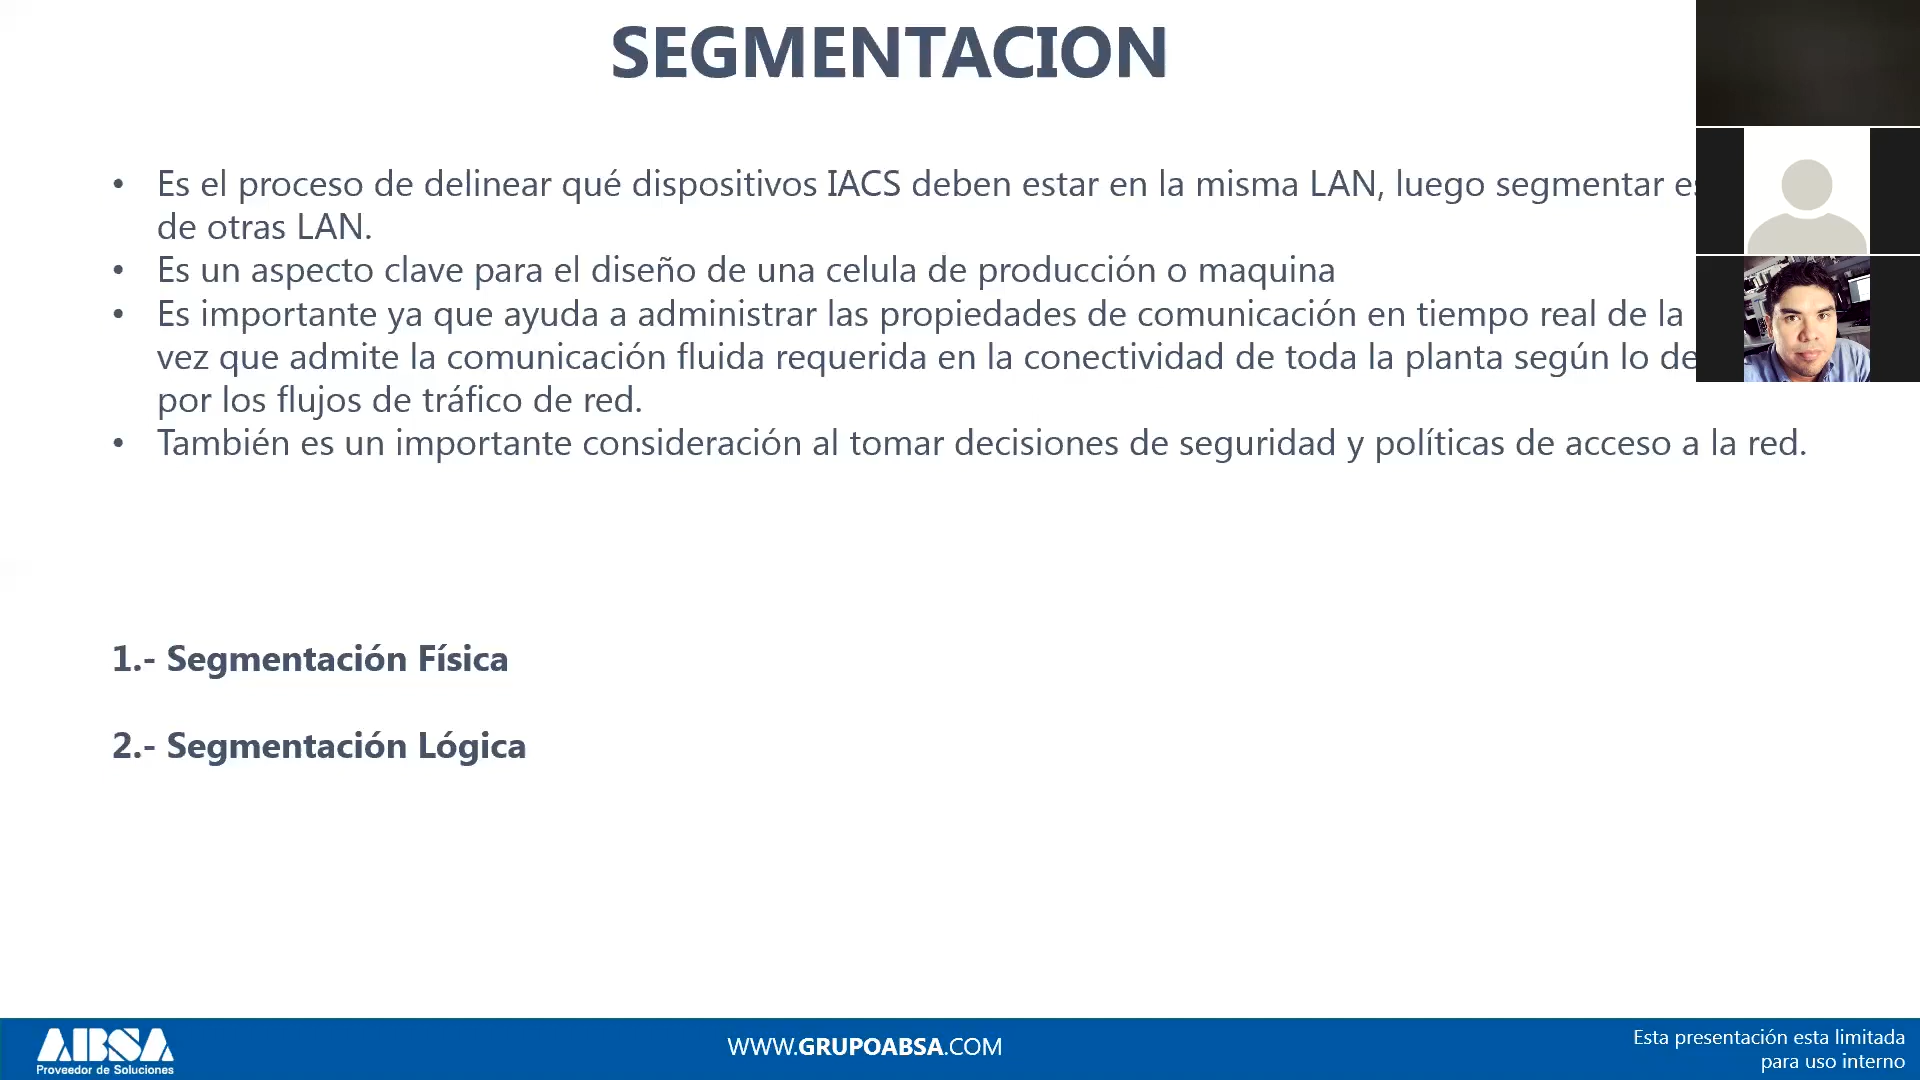 SEGMENTACION
• Es el proceso de delinear qué dispositivos IACS deben estar en la misma LAN, luego segmentar
de otras LAN.
• Es un aspecto clave para el diseño de una celula de producción o maquina
• Es importante ya que ayuda a administrar las propiedades de comunicación en tiempo real de la
vez que admite la comunicación fluida requerida en la conectividad de toda la planta según lo
por los flujos de tráfico de red.
• También es un importante consideración al tomar decisiones de seguridad y políticas de acceso a la red.
1.- Segmentación Física
2.- Segmentación Lógica
ABSA
Proveedor de Soluciones
WWW.GRUPOABSA.COM
Esta presentación esta limitada
para uso interno